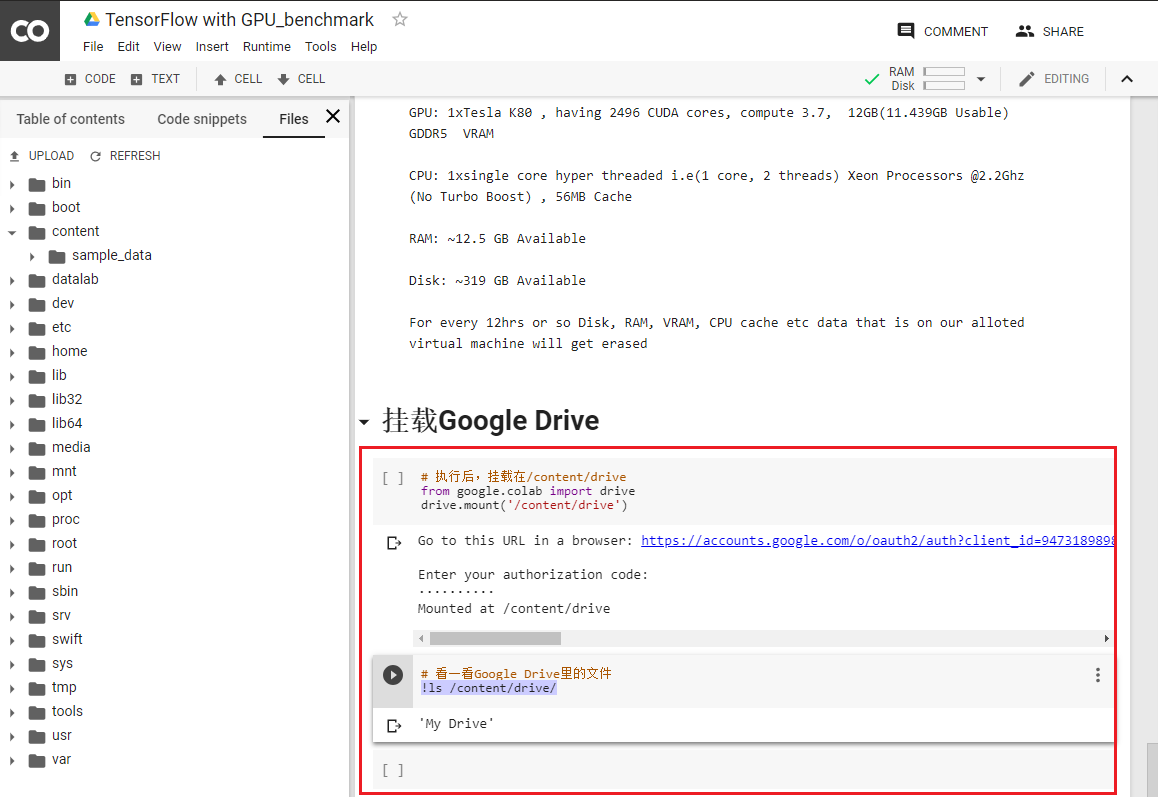 CO
TensorFlow with GPU_benchmark
File Edit View Insert Runtime Tools Help
COMMENT
SHARE
CODE
TEXT
CELL
CELL
RAM
Disk
EDITING
Table of contents
Code snippets
Files
UPLOAD
REFRESH
bin
boot
content
sample_data
datalab
dev
etc
home
lib
lib32
lib64
media
mnt
opt
proc
root
run
sbin
srv
swift
sys
tmp
tools
usr
var
GPU: 1xTesla K80 , having 2496 CUDA cores, compute 3.7,  12GB(11.439GB Usable)
GDDR5  VRAM
CPU: 1xsingle core hyper threaded i.e(1 core, 2 threads) Xeon Processors @2.2Ghz
(No Turbo Boost) , 56MB Cache
RAM: ~12.5 GB Available
Disk: ~319 GB Available
For every 12hrs or so Disk, RAM, VRAM, CPU cache etc data that is on our alloted
virtual machine will get erased
挂载Google Drive
[ ]
# 执行后，挂载在/content/drive
from google.colab import drive
drive.mount('/content/drive')
Go to this URL in a browser: https://accounts.google.com/o/oauth2/auth?client_id=9473189898
Enter your authorization code:
··········
Mounted at /content/drive
# 看一看Google Drive里的文件
!ls /content/drive/
'My Drive'
[ ]